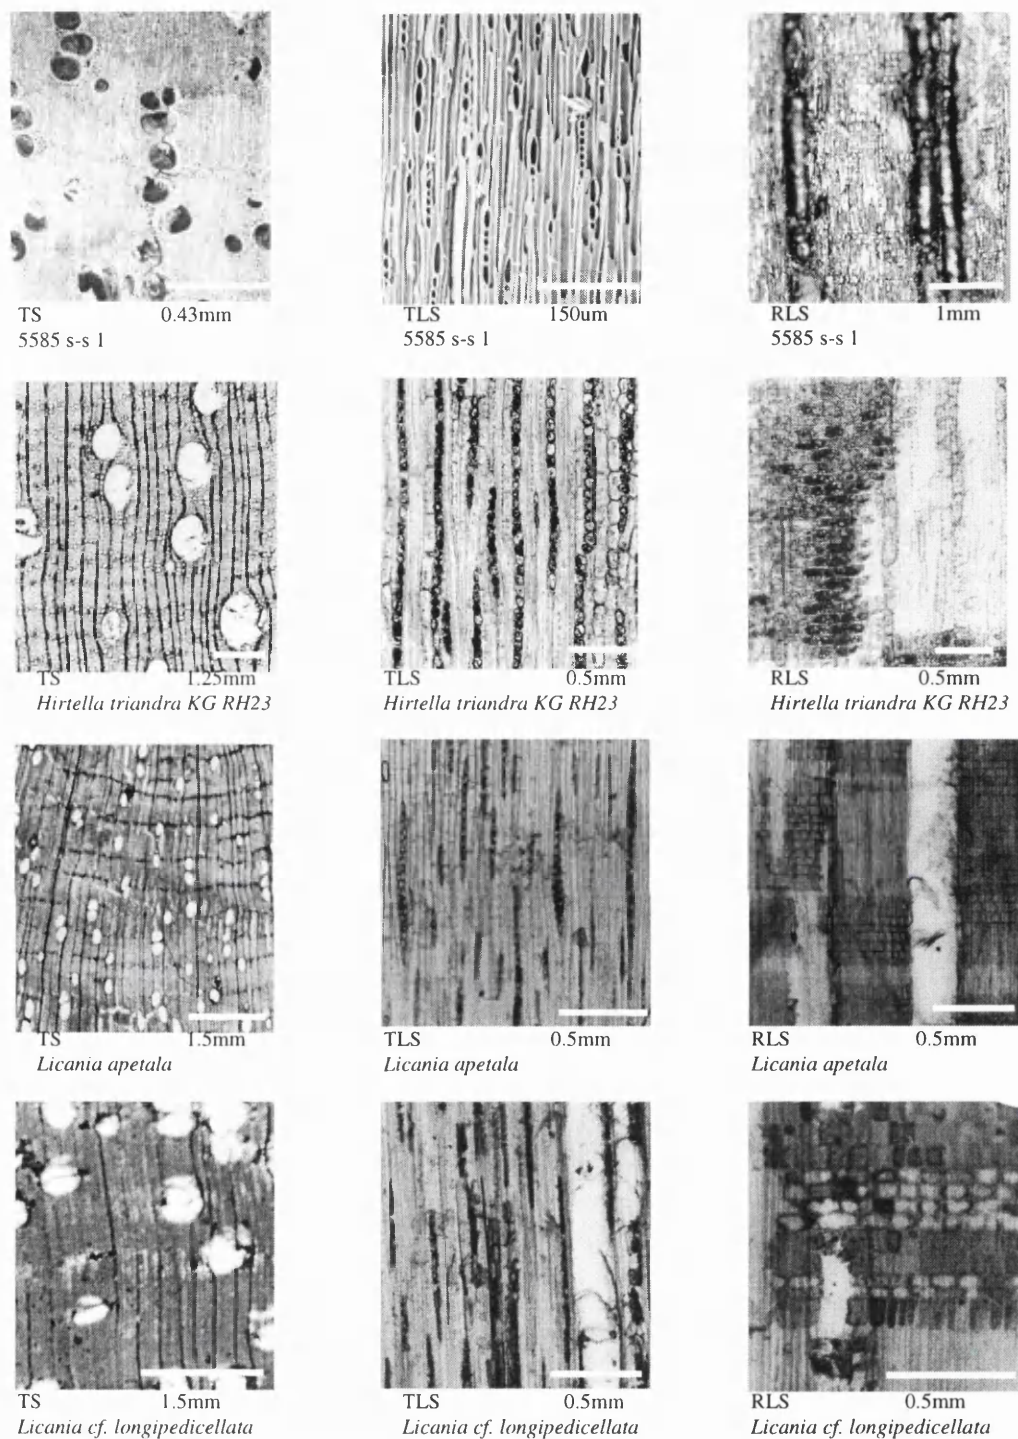 TS 0.43mm
5585 s-s 1
TLS 150um
5585 s-s 1
RLS 1mm
5585 s-s 1
TS 1.25mm
Hirtella triandra KG RH23
TLS 0.5mm
Hirtella triandra KG RH23
RLS 0.5mm
Hirtella triandra KG RH23
TS 1.5mm
Licania apetala
TLS 0.5mm
Licania apetala
RLS 0.5mm
Licania apetala
TS 1.5mm
Licania cf. longipedicellata
TLS 0.5mm
Licania cf. longipedicellata
RLS 0.5mm
Licania cf. longipedicellata